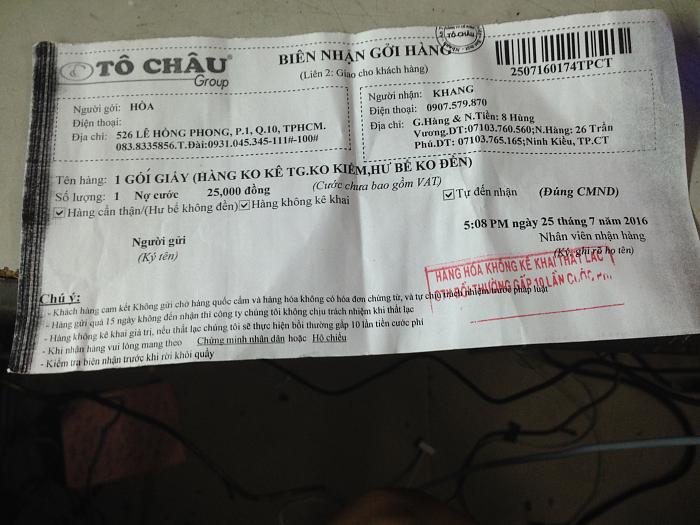 TÔ CHÂU
Group
BIÊN NHẬN GỞI HÀNG
(Liên 2: Giao cho khách hàng)
TÔ CHÂU
2507160174TPCT
Người gởi: HÒA
Điện thoại:
Địa chỉ: 526 LÊ HỒNG PHONG, P.1, Q.10, TPHCM.
083.8335856.T.Đài:0931.045.345-111#-100#
Người nhận: KHANG
Điện thoại: 0907.579.870
Địa chỉ: G.Hàng & N.Tiền: 8 Hùng
Vương.DT:07103.760.560;N.Hàng: 26 Trần
Phú.DT: 07103.765.165;Ninh Kiều, TP.CT
Tên hàng: 1 GÓI GIẤY (HÀNG KO KÊ TG.KO KIỂM,HƯ BỂ KO ĐỀN)
Số lượng: 1 Nợ cước 25,000 đồng (Cước chưa bao gồm VAT)
Hàng cẩn thận/(Hư bể không đền) Hàng không kê khai Tự đến nhận (Đúng CMND)
5:08 PM ngày 25 tháng 7 năm 2016
Người gửi
(Ký tên)
Nhân viên nhận hàng
(Ký, ghi rõ họ tên)
HÀNG HÓA KHÔNG KÊ KHAI THẤT LẠC
BỒI THƯỜNG GẤP 10 LẦN CƯỚC
Chú ý:
- Khách hàng cam kết Không gửi chở hàng quốc cấm và hàng hóa không có hóa đơn chứng từ, và tự chịu trách nhiệm trước pháp luật
- Hàng gửi quá 15 ngày không đến nhận thì công ty chúng tôi không chịu trách nhiệm khi thất lạc
- Hàng không kê khai giá trị, nếu thất lạc chúng tôi sẽ thực hiện bồi thường gấp 10 lần tiền cước phí
- Khi nhận hàng vui lòng mang theo Chứng minh nhân dân hoặc Hộ chiếu
- Kiểm tra biên nhận trước khi rời khỏi quầy